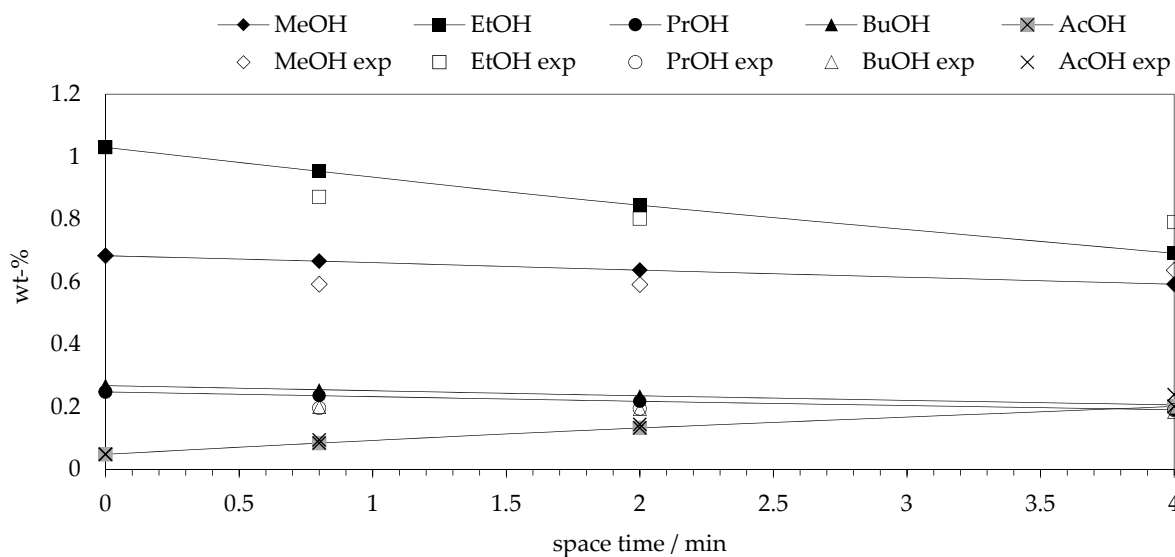 MeOH EtOH PrOH BuOH AcOH
MeOH exp EtOH exp PrOH exp BuOH exp AcOH exp
1.2
1
0.8
0.6
0.4
0.2
0
wt-%
0 0.5 1 1.5 2 2.5 3 3.5 4
space time / min